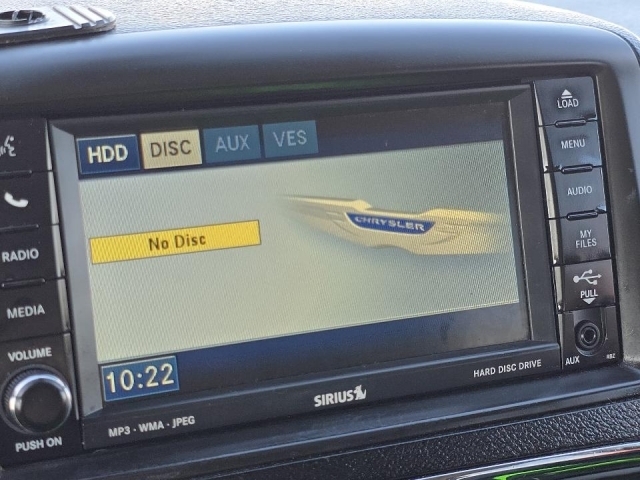 HDD DISC AUX VES
CHRYSLER
No Disc
10:22
RADIO
MEDIA
VOLUME
PUSH ON
MP3 · WMA · JPEG
SIRIUS
HARD DISC DRIVE
LOAD
MENU
AUDIO
MY
FILES
PULL
AUX
RBZ